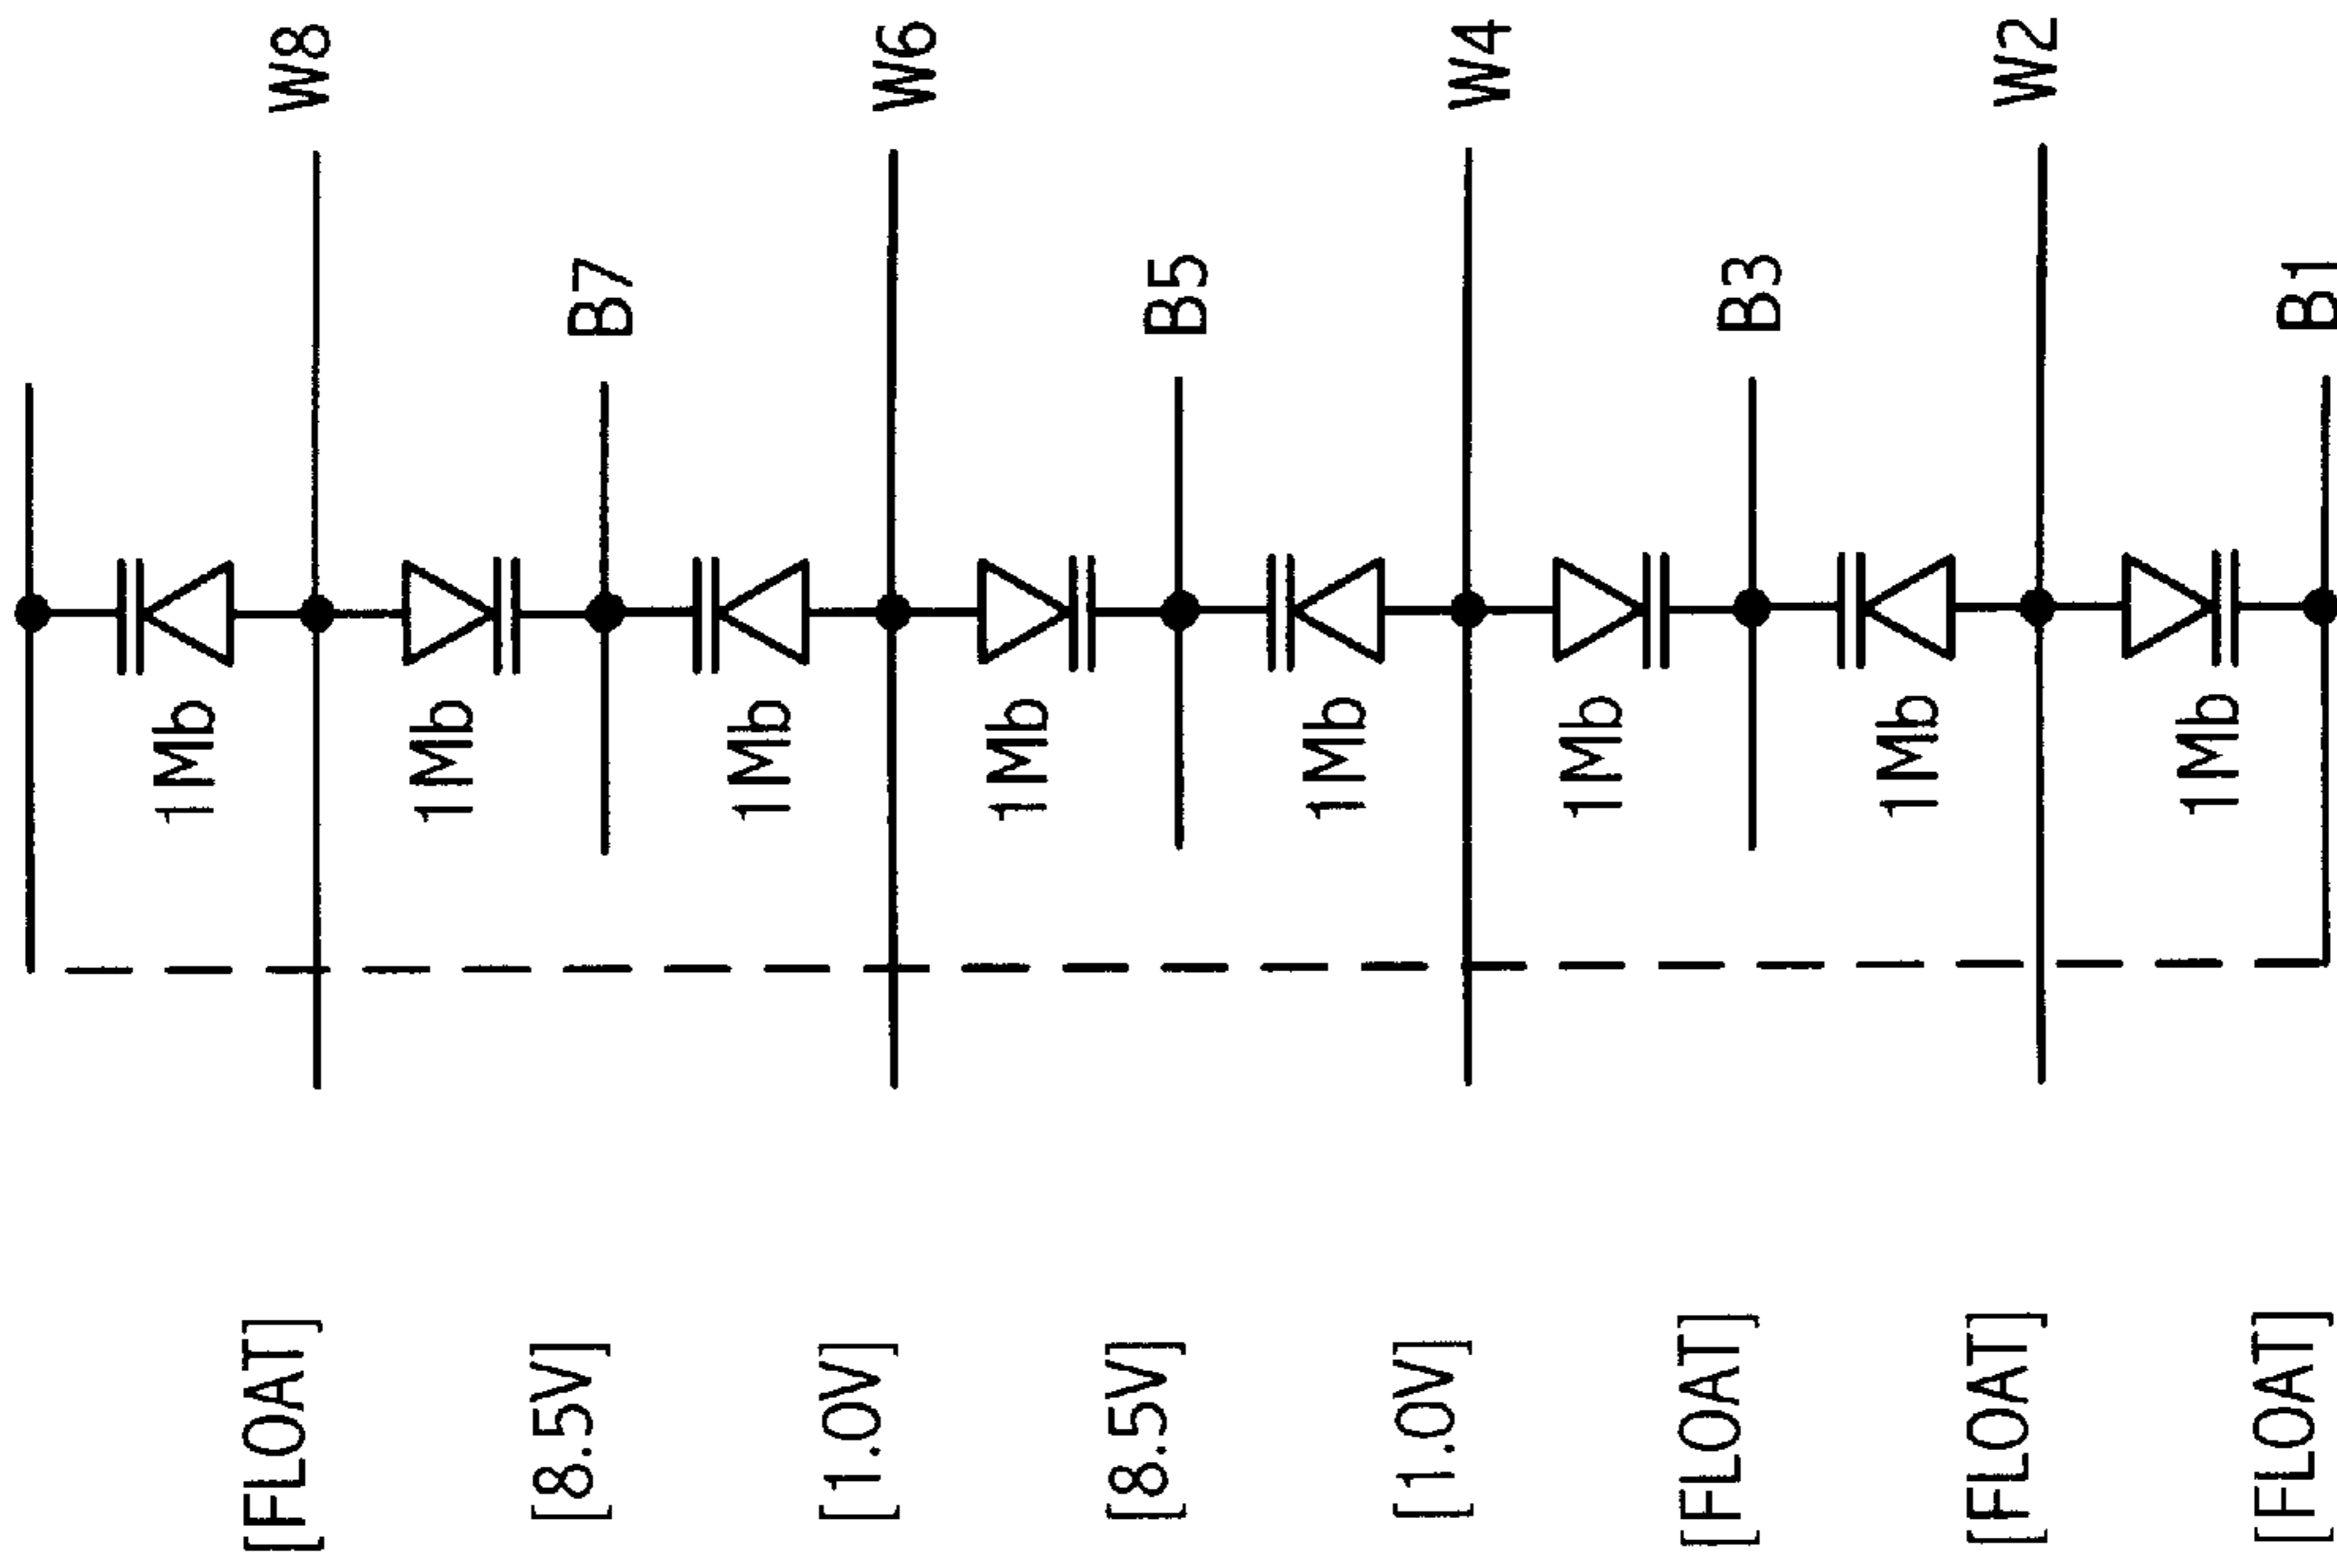 1Mb
[FLOAT] W8
1Mb
[8.5V] B7
1Mb
[1.0V] W6
1Mb
[8.5V] B5
1Mb
[1.0V] W4
1Mb
[FLOAT] B3
1Mb
[FLOAT] W2
1Mb
[FLOAT] B1